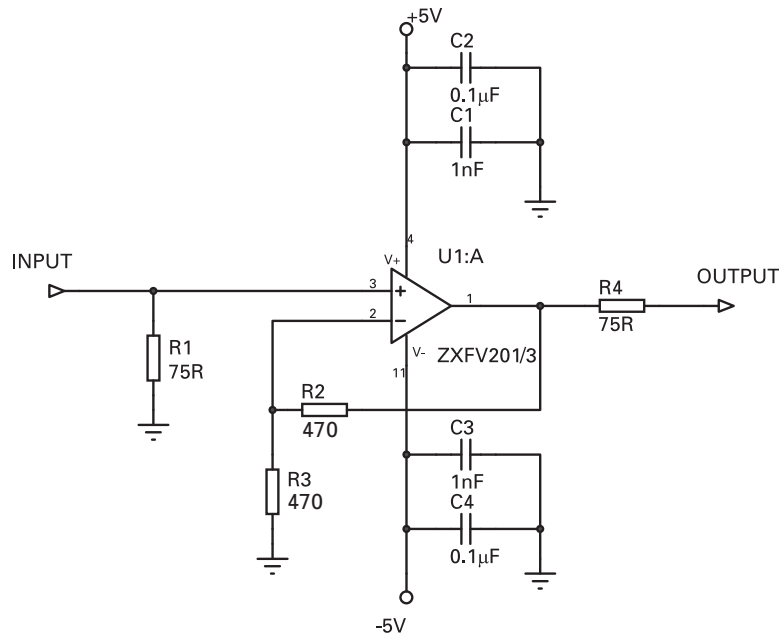 +5V
C2
0.1μF
C1
1nF
4
V+
U1:A
INPUT
3
+
1
R4
OUTPUT
75R
2
−
R1
75R
V-
ZXFV201/3
11
R2
470
C3
1nF
R3
470
C4
0.1μF
-5V